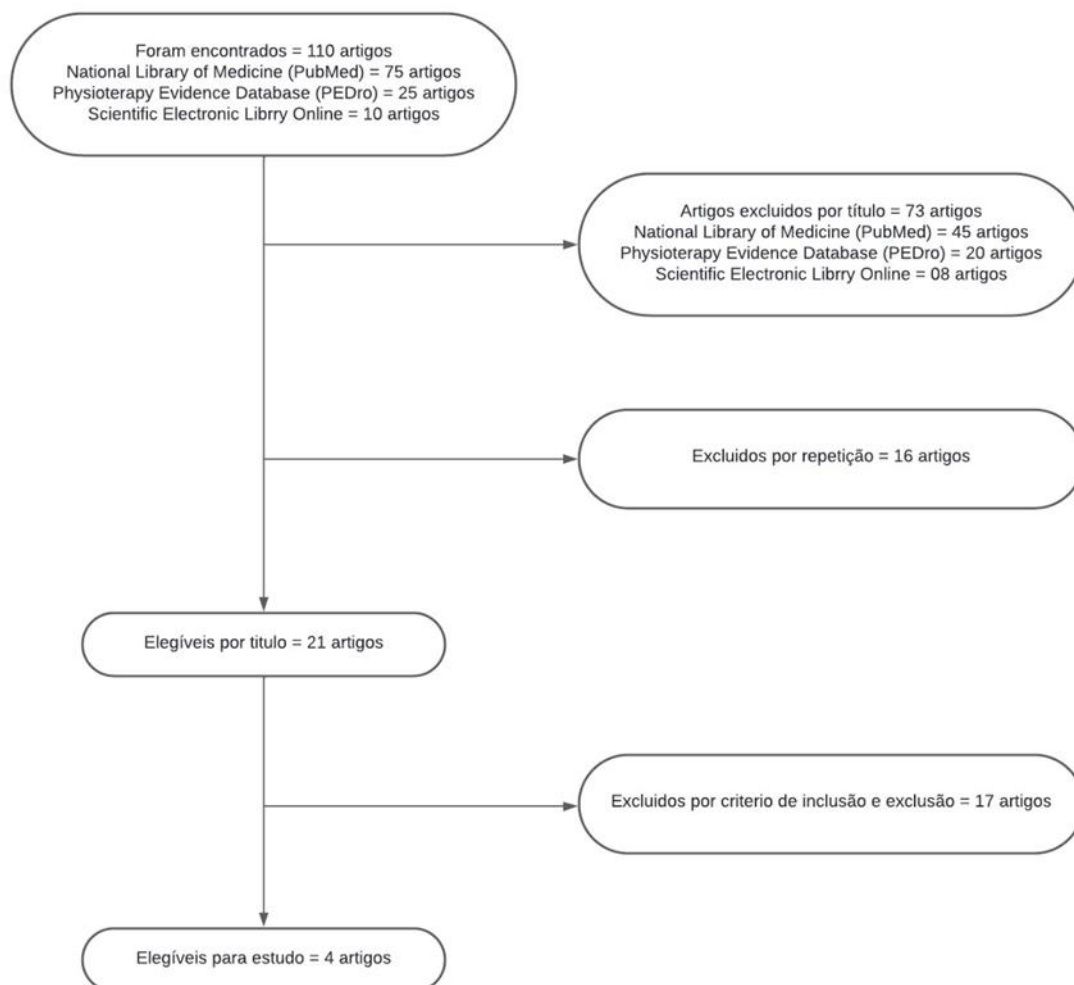 Foram encontrados = 110 artigos
National Library of Medicine (PubMed) = 75 artigos
Physioterapy Evidence Database (PEDro) = 25 artigos
Scientific Electronic Librry Online = 10 artigos
Artigos excluidos por título = 73 artigos
National Library of Medicine (PubMed) = 45 artigos
Physioterapy Evidence Database (PEDro) = 20 artigos
Scientific Electronic Librry Online = 08 artigos
Excluidos por repetição = 16 artigos
Elegíveis por titulo = 21 artigos
Excluidos por criterio de inclusão e exclusão = 17 artigos
Elegíveis para estudo = 4 artigos